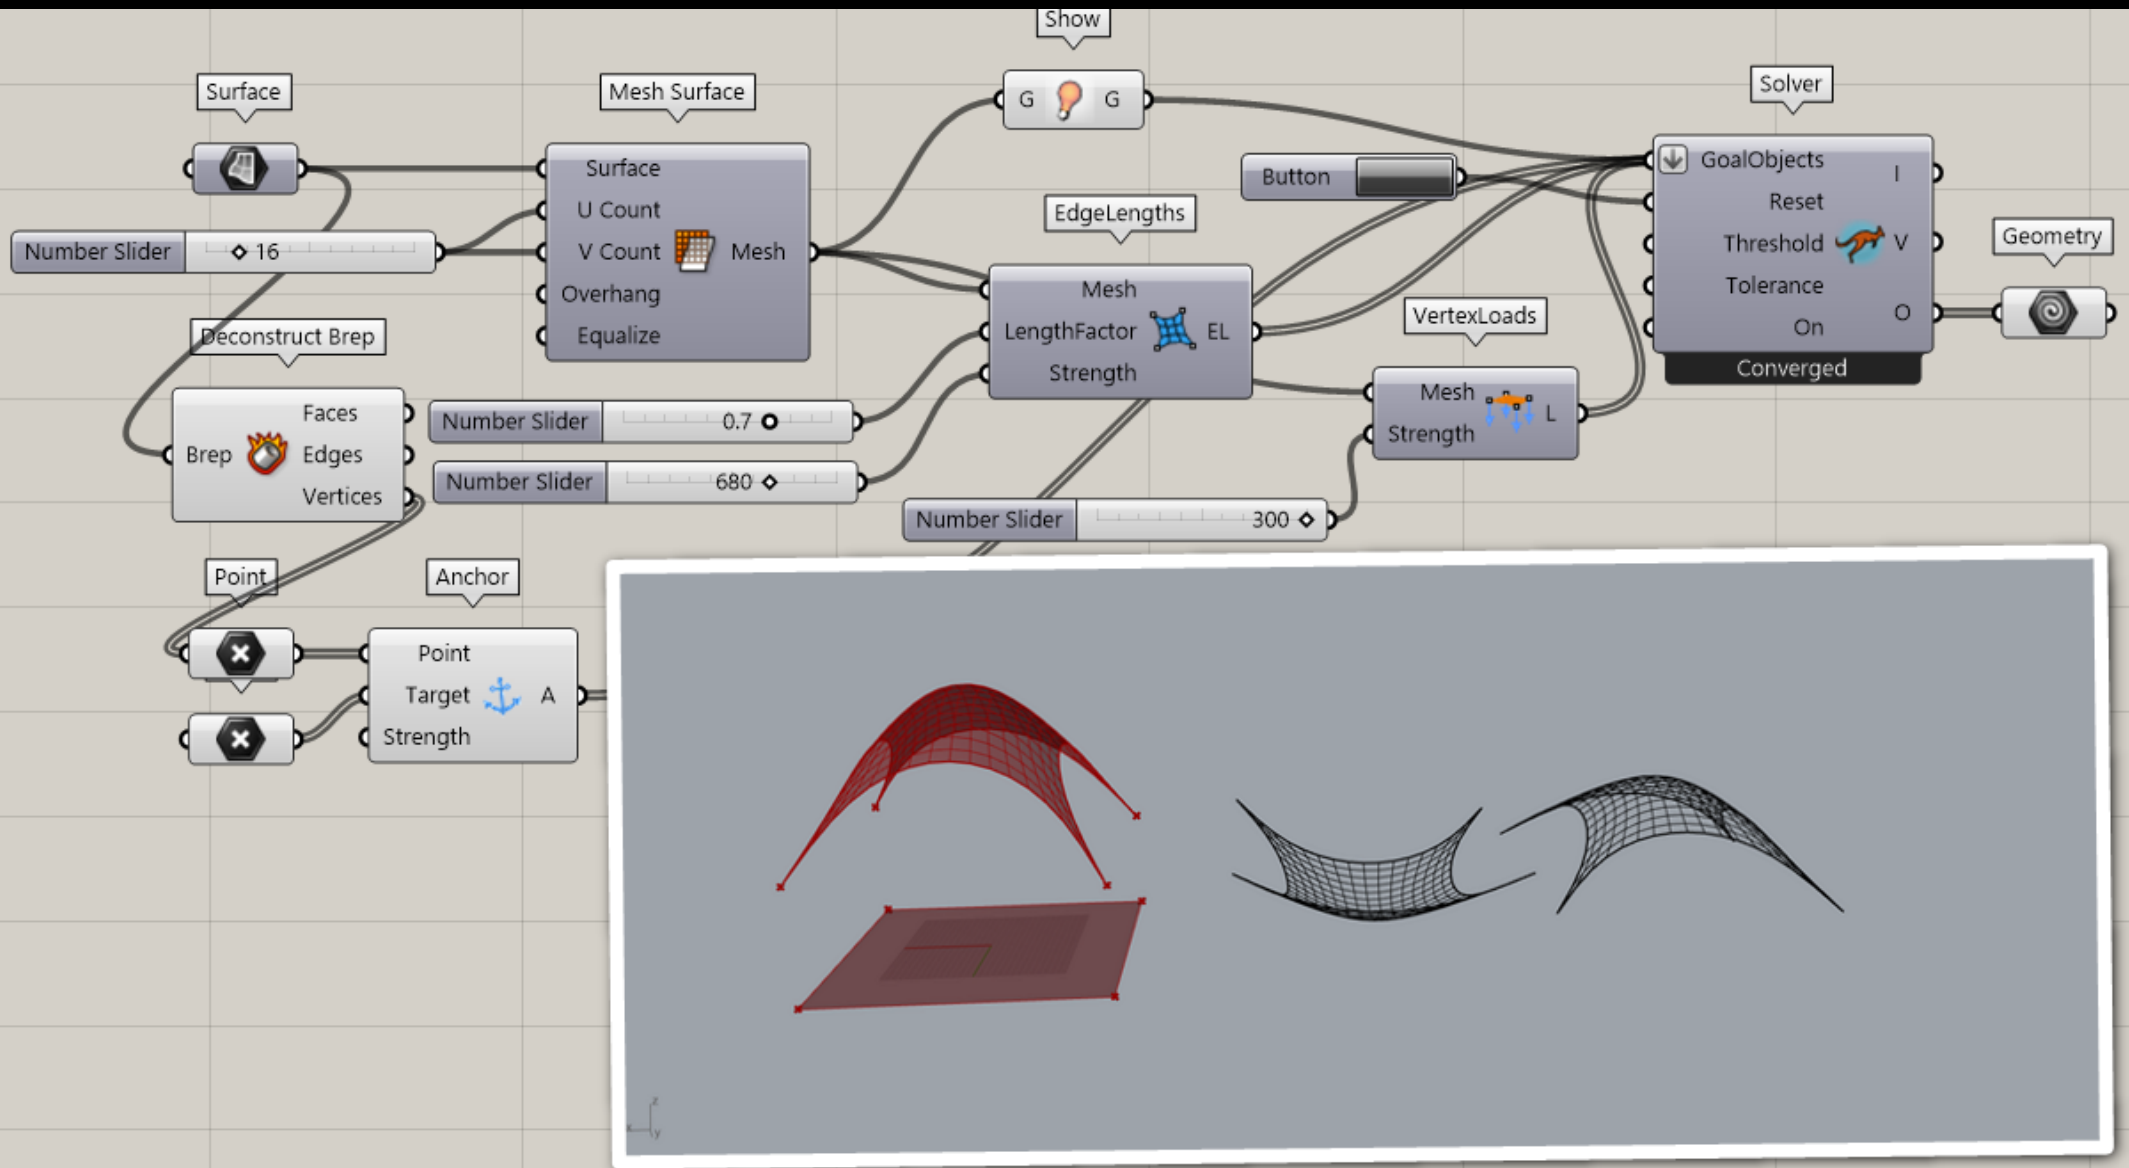 Show
Surface
Mesh Surface
Solver
G G
Surface
U Count
V Count
Overhang
Equalize
Mesh
Number Slider 16
Button
EdgeLengths
Mesh
LengthFactor
Strength
EL
GoalObjects
Reset
Threshold
Tolerance
On
I
V
O
Converged
Geometry
VertexLoads
Mesh
Strength
L
Deconstruct Brep
Brep
Faces
Edges
Vertices
Number Slider 0.7
Number Slider 680
Number Slider 300
Point
Anchor
Point
Target
Strength
A
z
x
y